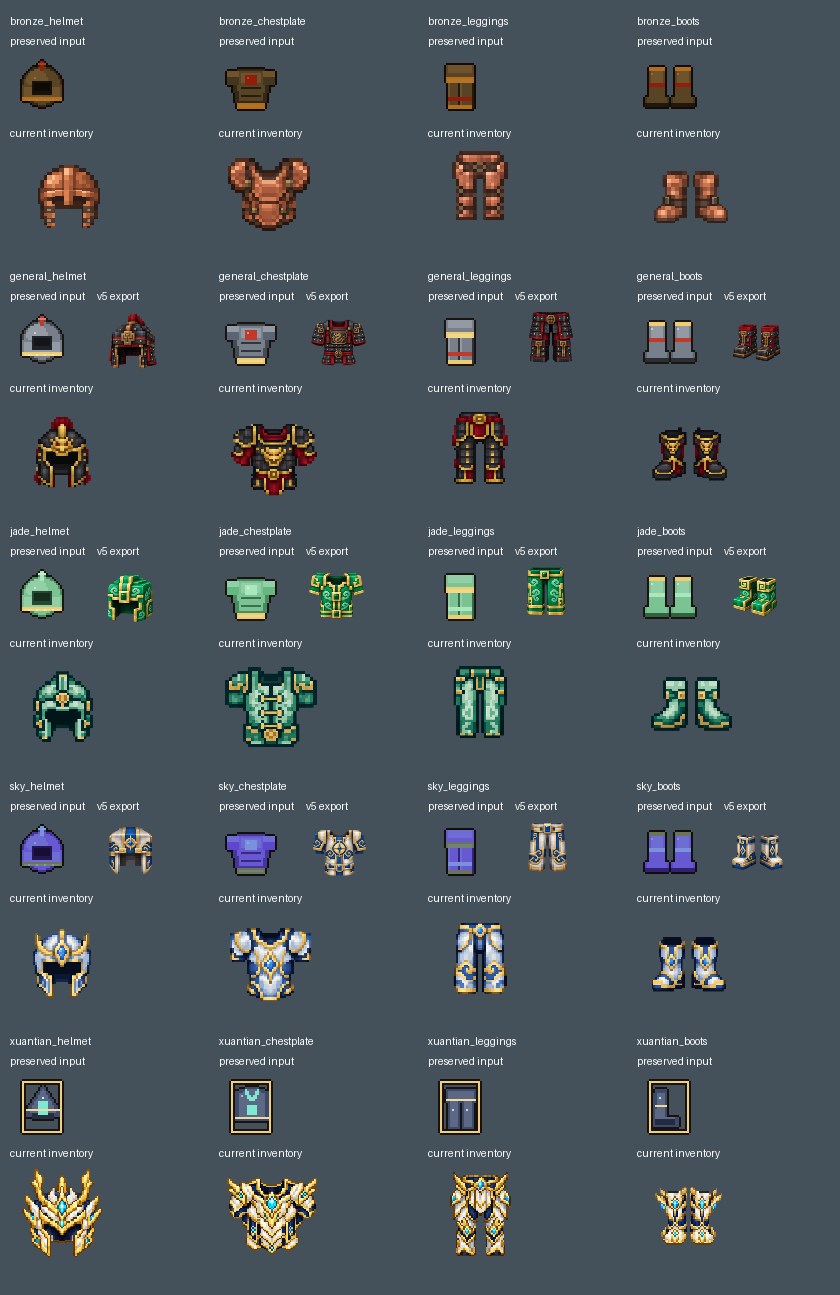 bronze_helmet bronze_chestplate bronze_leggings bronze_boots
preserved input preserved input preserved input preserved input
current inventory current inventory current inventory current inventory
general_helmet general_chestplate general_leggings general_boots
preserved input v5 export preserved input v5 export preserved input v5 export preserved input v5 export
current inventory current inventory current inventory current inventory
jade_helmet jade_chestplate jade_leggings jade_boots
preserved input v5 export preserved input v5 export preserved input v5 export preserved input v5 export
current inventory current inventory current inventory current inventory
sky_helmet sky_chestplate sky_leggings sky_boots
preserved input v5 export preserved input v5 export preserved input v5 export preserved input v5 export
current inventory current inventory current inventory current inventory
xuantian_helmet xuantian_chestplate xuantian_leggings xuantian_boots
preserved input preserved input preserved input preserved input
current inventory current inventory current inventory current inventory